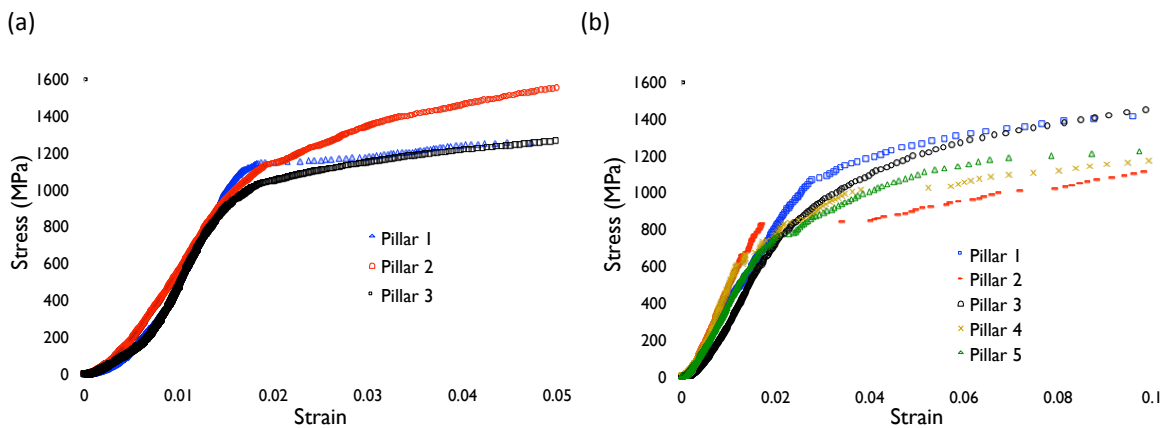 (a)
1600
1400
1200
1000
800
600
400
200
0
Stress (MPa)
Pillar 1
Pillar 2
Pillar 3
0 0.01 0.02 0.03 0.04 0.05
Strain
(b)
1600
1400
1200
1000
800
600
400
200
0
Stress (MPa)
Pillar 1
Pillar 2
Pillar 3
Pillar 4
Pillar 5
0 0.02 0.04 0.06 0.08 0.1
Strain